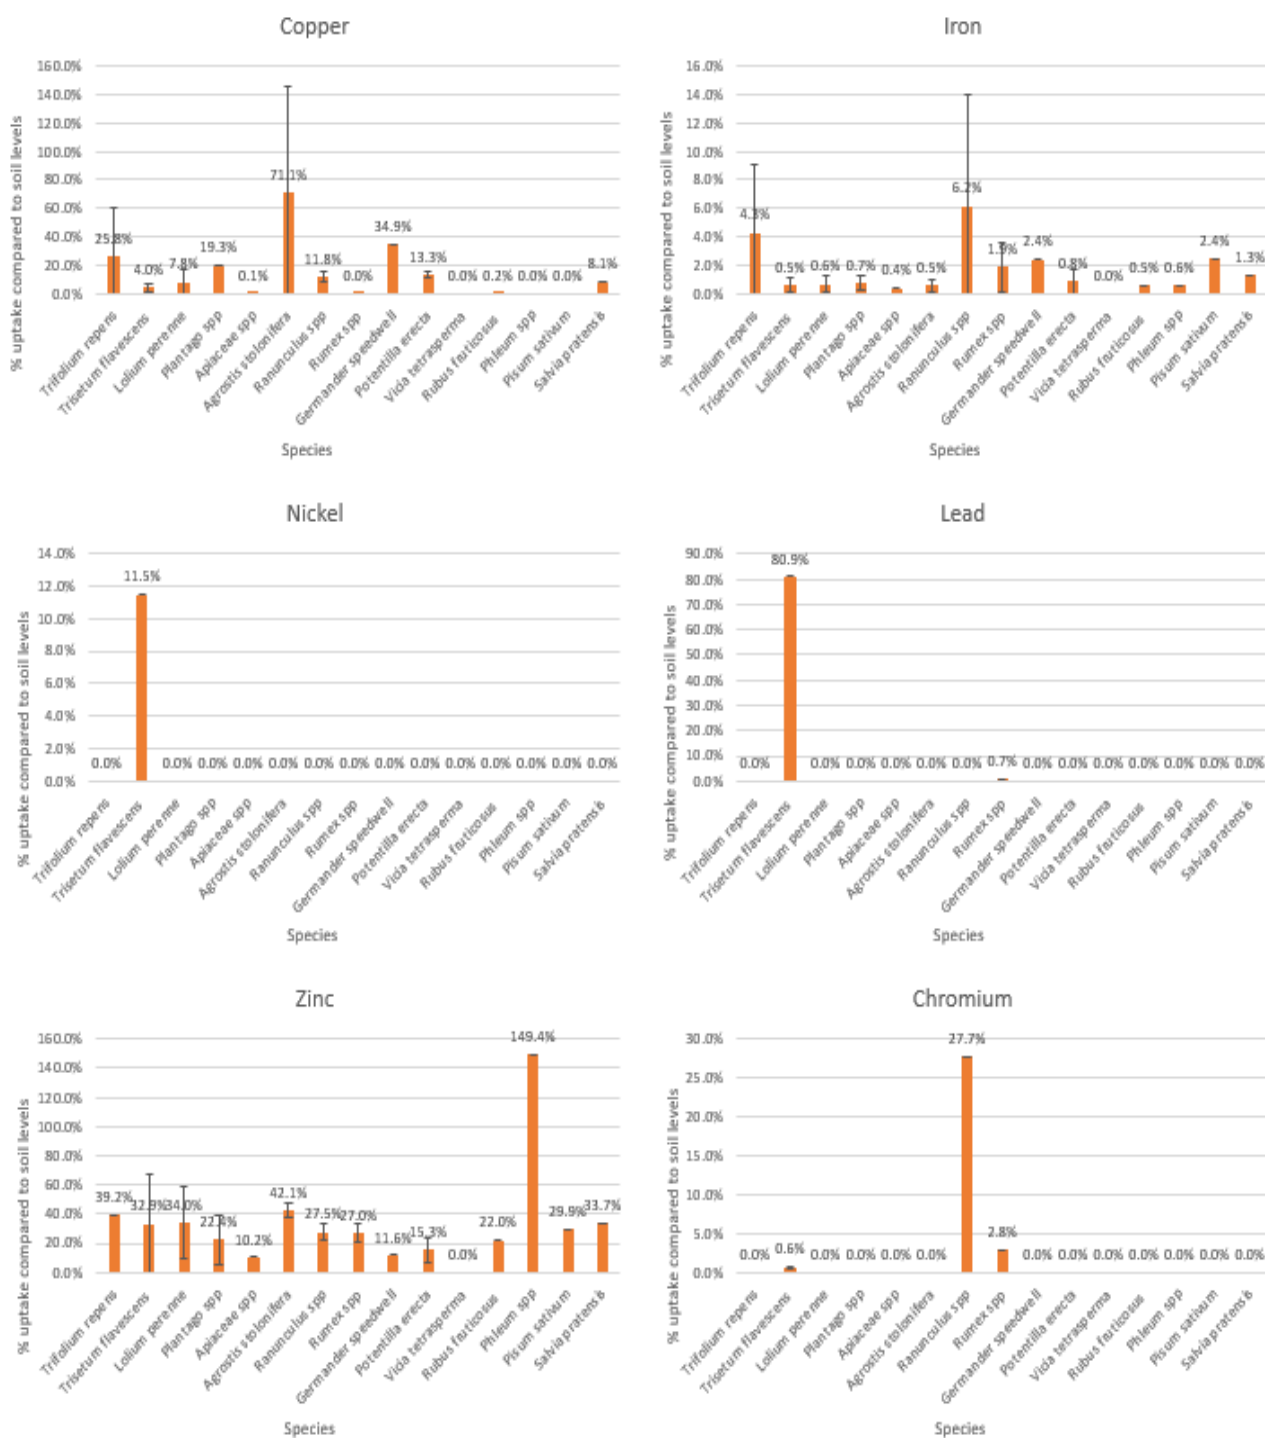 Copper
% uptake compared to soil levels
160.0%
140.0%
120.0%
100.0%
80.0%
60.0%
40.0%
20.0%
0.0%
25.8%
4.0%
7.8%
19.3%
0.1%
71.1%
11.8%
0.0%
34.9%
13.3%
0.0%
0.2%
0.0%
0.0%
8.1%
Trifolium repens
Trisetum flavescens
Lolium perenne
Plantago spp
Apiaceae spp
Agrostis stolonifera
Ranunculus spp
Rumex spp
Germander speedwell
Potentilla erecta
Vicia tetrasperma
Rubus fruticosus
Phleum spp
Pisum sativum
Salvia pratensis
Species
Iron
% uptake compared to soil levels
16.0%
14.0%
12.0%
10.0%
8.0%
6.0%
4.0%
2.0%
0.0%
4.3%
0.5%
0.6%
0.7%
0.4%
0.5%
6.2%
1.9%
2.4%
0.8%
0.0%
0.5%
0.6%
2.4%
1.3%
Trifolium repens
Trisetum flavescens
Lolium perenne
Plantago spp
Apiaceae spp
Agrostis stolonifera
Ranunculus spp
Rumex spp
Germander speedwell
Potentilla erecta
Vicia tetrasperma
Rubus fruticosus
Phleum spp
Pisum sativum
Salvia pratensis
Species
Nickel
% uptake compared to soil levels
14.0%
12.0%
10.0%
8.0%
6.0%
4.0%
2.0%
0.0%
0.0%
11.5%
0.0%
0.0%
0.0%
0.0%
0.0%
0.0%
0.0%
0.0%
0.0%
0.0%
0.0%
0.0%
0.0%
Trifolium repens
Trisetum flavescens
Lolium perenne
Plantago spp
Apiaceae spp
Agrostis stolonifera
Ranunculus spp
Rumex spp
Germander speedwell
Potentilla erecta
Vicia tetrasperma
Rubus fruticosus
Phleum spp
Pisum sativum
Salvia pratensis
Species
Lead
% uptake compared to soil levels
90.0%
80.0%
70.0%
60.0%
50.0%
40.0%
30.0%
20.0%
10.0%
0.0%
0.0%
80.9%
0.0%
0.0%
0.0%
0.0%
0.0%
0.7%
0.0%
0.0%
0.0%
0.0%
0.0%
0.0%
0.0%
Trifolium repens
Trisetum flavescens
Lolium perenne
Plantago spp
Apiaceae spp
Agrostis stolonifera
Ranunculus spp
Rumex spp
Germander speedwell
Potentilla erecta
Vicia tetrasperma
Rubus fruticosus
Phleum spp
Pisum sativum
Salvia pratensis
Species
Zinc
% uptake compared to soil levels
160.0%
140.0%
120.0%
100.0%
80.0%
60.0%
40.0%
20.0%
0.0%
39.2%
32.9%
34.0%
22.4%
10.2%
42.1%
27.5%
27.0%
11.6%
15.3%
0.0%
22.0%
149.4%
29.9%
33.7%
Trifolium repens
Trisetum flavescens
Lolium perenne
Plantago spp
Apiaceae spp
Agrostis stolonifera
Ranunculus spp
Rumex spp
Germander speedwell
Potentilla erecta
Vicia tetrasperma
Rubus fruticosus
Phleum spp
Pisum sativum
Salvia pratensis
Species
Chromium
% uptake compared to soil levels
30.0%
25.0%
20.0%
15.0%
10.0%
5.0%
0.0%
0.0%
0.6%
0.0%
0.0%
0.0%
0.0%
27.7%
2.8%
0.0%
0.0%
0.0%
0.0%
0.0%
0.0%
0.0%
Trifolium repens
Trisetum flavescens
Lolium perenne
Plantago spp
Apiaceae spp
Agrostis stolonifera
Ranunculus spp
Rumex spp
Germander speedwell
Potentilla erecta
Vicia tetrasperma
Rubus fruticosus
Phleum spp
Pisum sativum
Salvia pratensis
Species